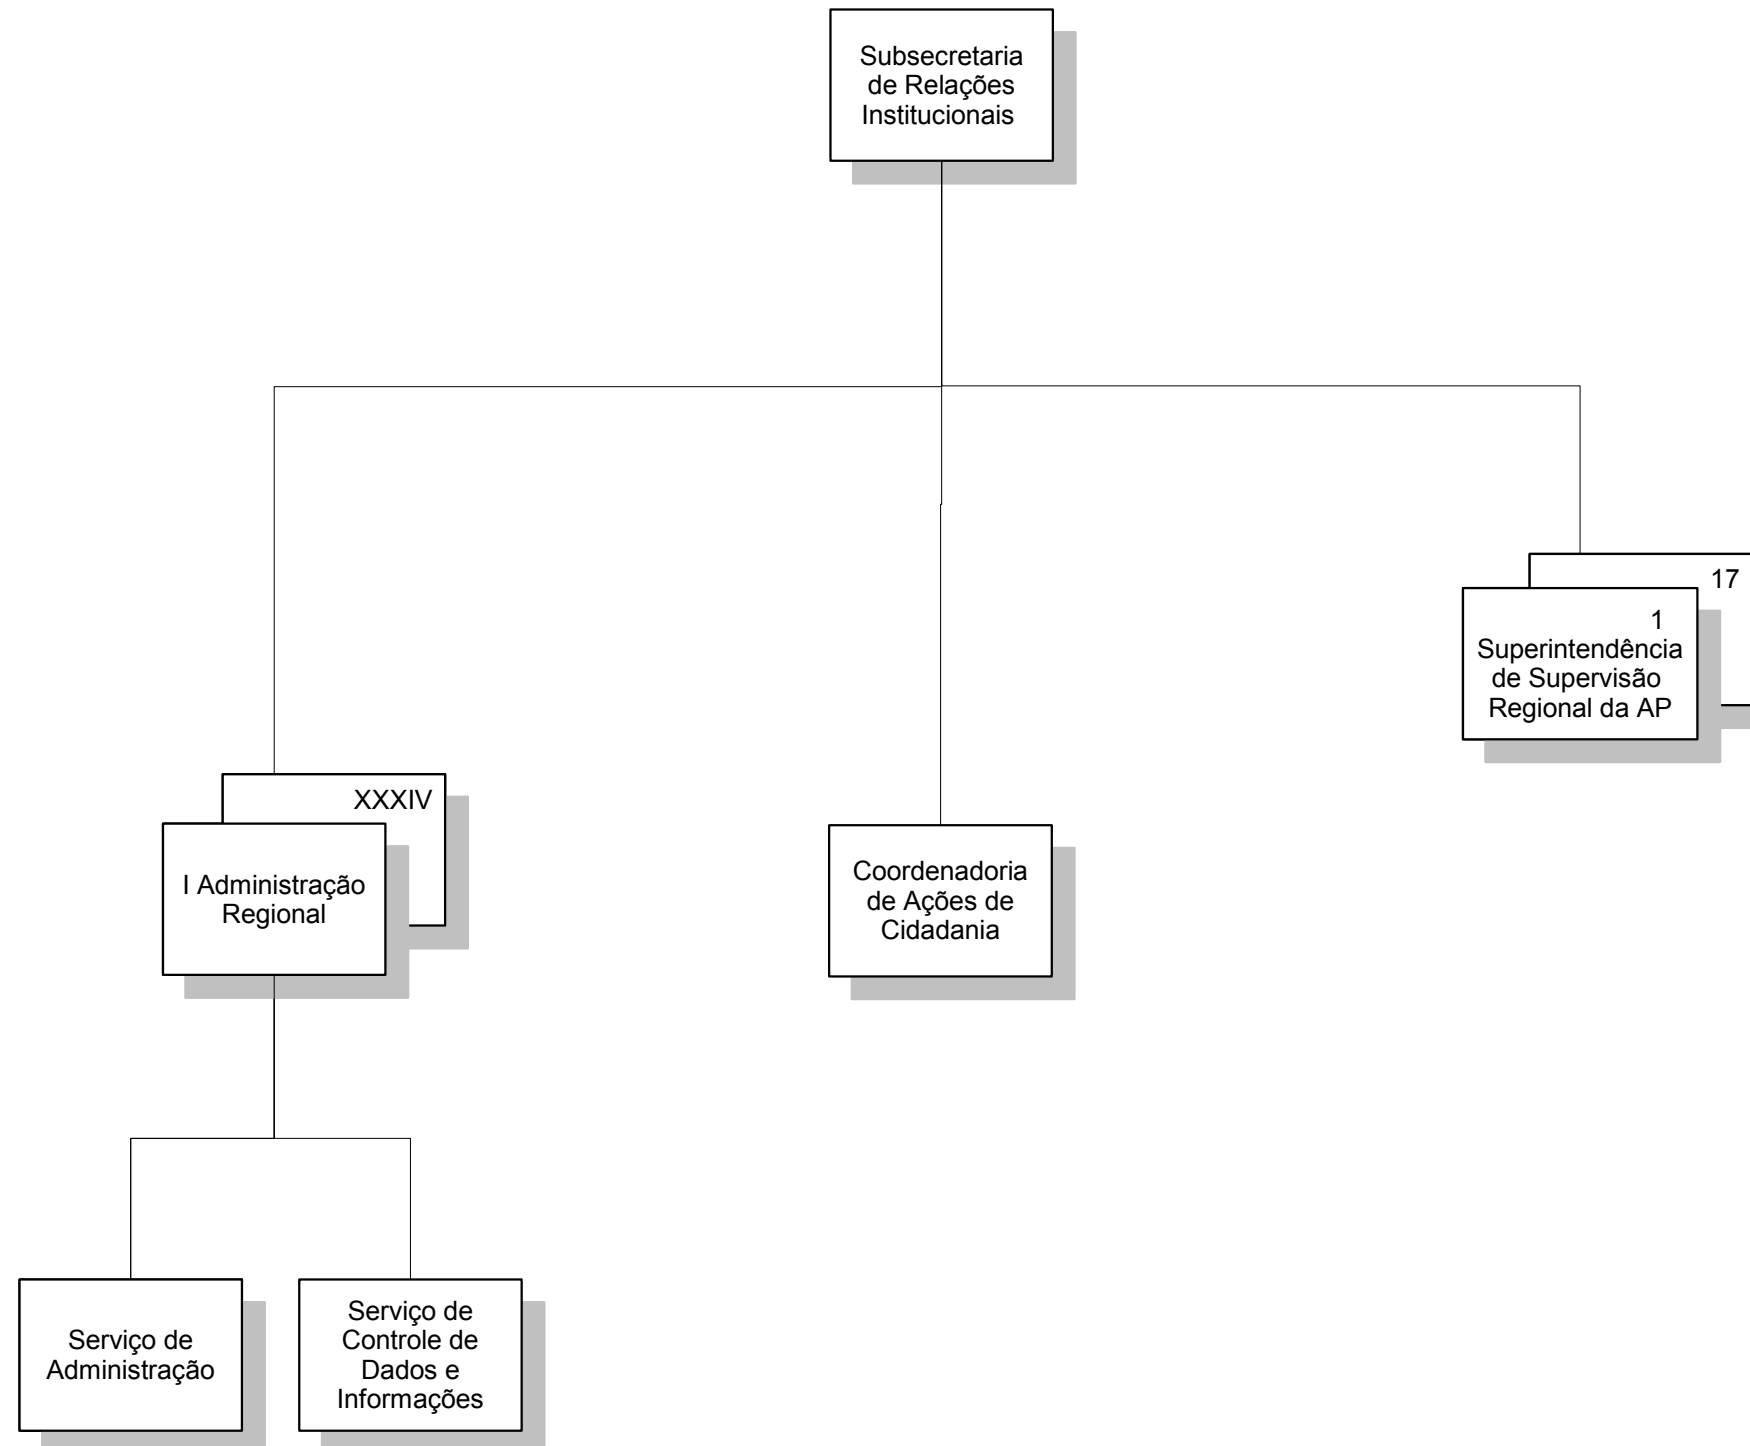 Subsecretaria
de Relações
Institucionais
17
1
Superintendência
de Supervisão
Regional da AP
XXXIV
I Administração
Regional
Coordenadoria
de Ações de
Cidadania
Serviço de
Administração
Serviço de
Controle de
Dados e
Informações